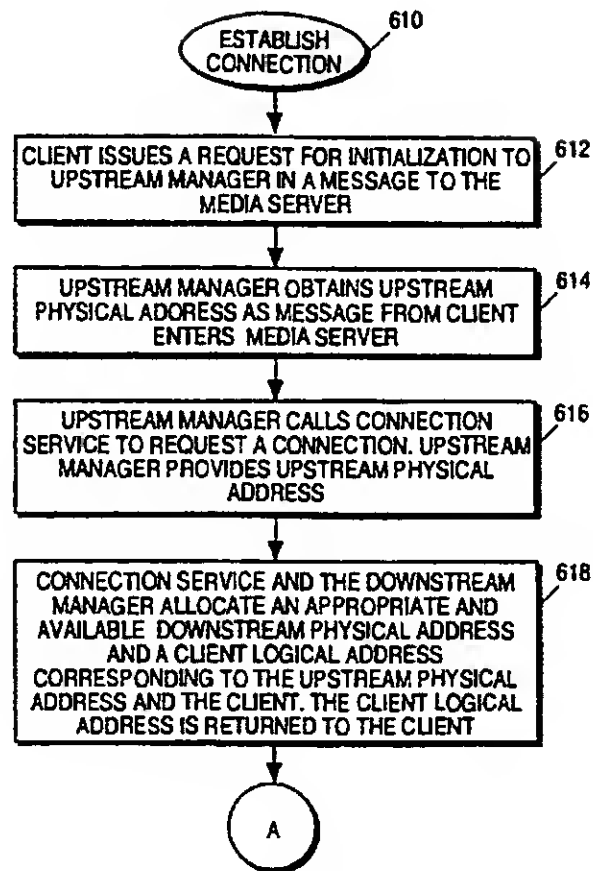 610
ESTABLISH
CONNECTION
612
CLIENT ISSUES A REQUEST FOR INITIALIZATION TO
UPSTREAM MANAGER IN A MESSAGE TO THE
MEDIA SERVER
614
UPSTREAM MANAGER OBTAINS UPSTREAM
PHYSICAL ADDRESS AS MESSAGE FROM CLIENT
ENTERS MEDIA SERVER
616
UPSTREAM MANAGER CALLS CONNECTION
SERVICE TO REQUEST A CONNECTION. UPSTREAM
MANAGER PROVIDES UPSTREAM PHYSICAL
ADDRESS
618
CONNECTION SERVICE AND THE DOWNSTREAM
MANAGER ALLOCATE AN APPROPRIATE AND
AVAILABLE DOWNSTREAM PHYSICAL ADDRESS
AND A CLIENT LOGICAL ADDRESS
CORRESPONDING TO THE UPSTREAM PHYSICAL
ADDRESS AND THE CLIENT. THE CLIENT LOGICAL
ADDRESS IS RETURNED TO THE CLIENT
A